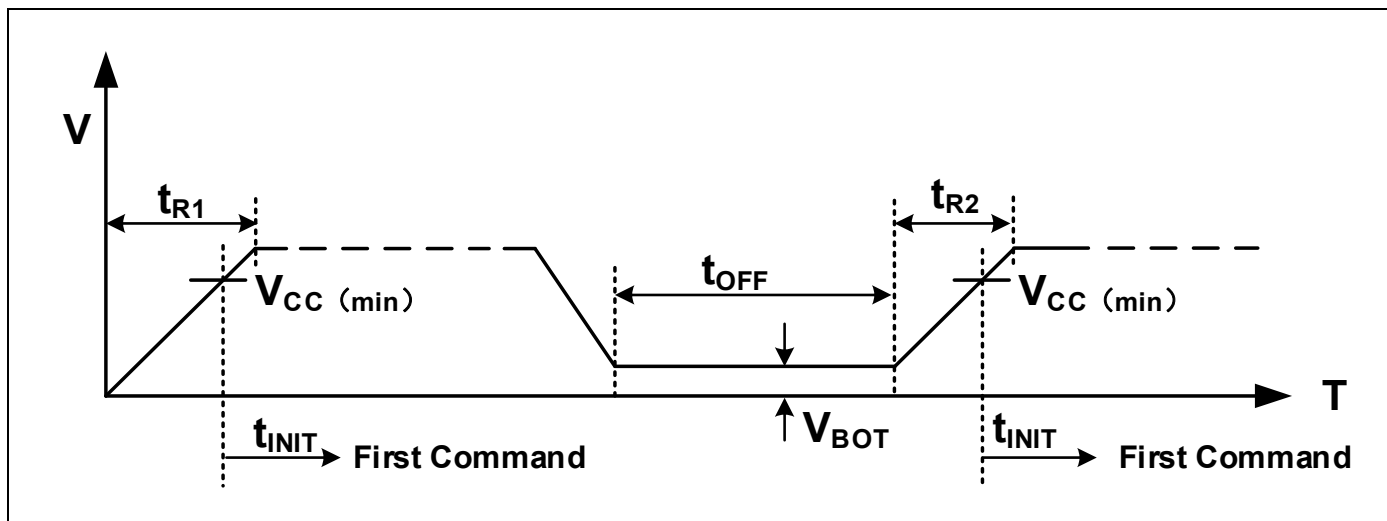 V
tR1
tR2
tOFF
VCC（min）
VCC（min）
T
VBOT
tINIT
First Command
tINIT
First Command